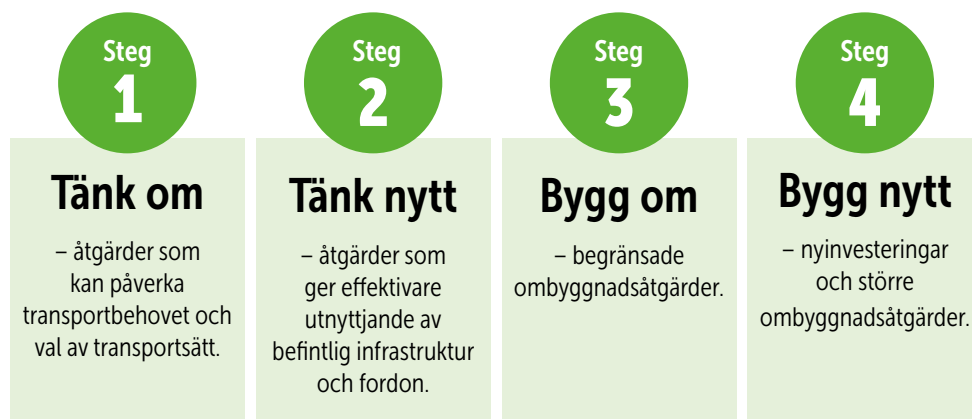 Steg
1
Tänk om
– åtgärder som
kan påverka
transportbehovet och
val av transportsätt.
Steg
2
Tänk nytt
– åtgärder som
ger effektivare
utnyttjande av
befintlig infrastruktur
och fordon.
Steg
3
Bygg om
– begränsade
ombyggnadsåtgärder.
Steg
4
Bygg nytt
– nyinvesteringar
och större
ombyggnadsåtgärder.